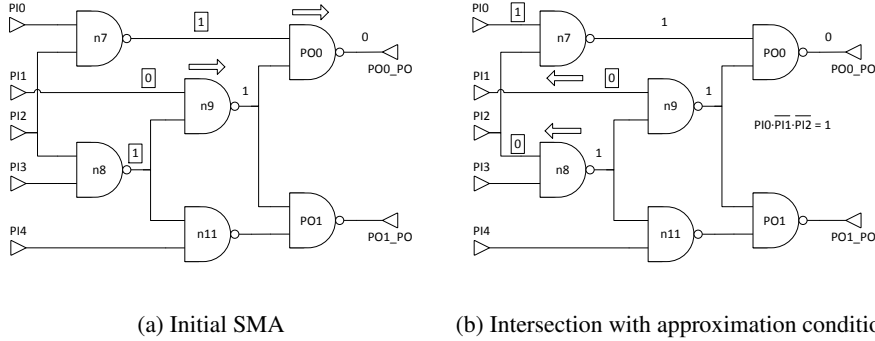 PI0
n7
1
0
PO0
PO0_PO
PI1
0
n9
1
PI2
PI3
1
n8
n11
PO1
PI4
PO1_PO
(a) Initial SMA
PI0
1
n7
1
0
PO0
PO0_PO
PI1
0
n9
1
PI2
PI0·PI1·PI2 = 1
0
PI3
n8
1
n11
PO1
PI4
PO1_PO
(b) Intersection with approximation conditio